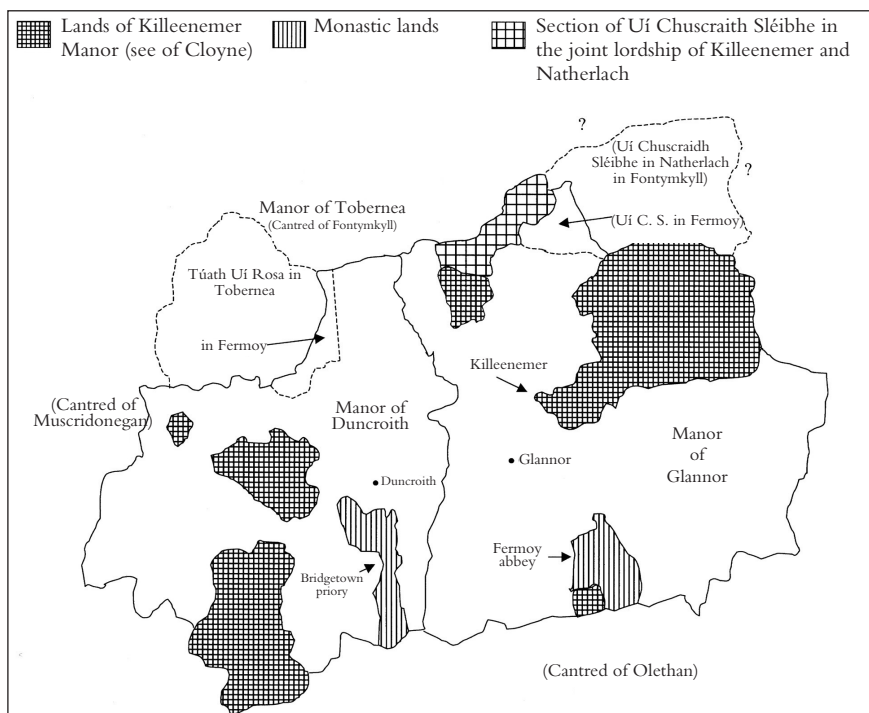 Lands of Killeenemer
Manor (see of Cloyne)
Monastic lands
Section of Uí Chuscraith Sléibhe in
the joint lordship of Killeenemer and
Natherlach
?
(Uí Chuscraidh
Sléibhe in Natherlach
in Fontymkyll)
?
Manor of Tobernea
(Cantred of Fontymkyll)
(Uí C. S. in Fermoy)
Túath Uí Rosa in
Tobernea
in Fermoy
Killeenemer
(Cantred of
Muscridonegan)
Manor of
Duncroith
Manor
of
Glannor
Glannor
Duncroith
Fermoy
abbey
Bridgetown
priory
(Cantred of Olethan)